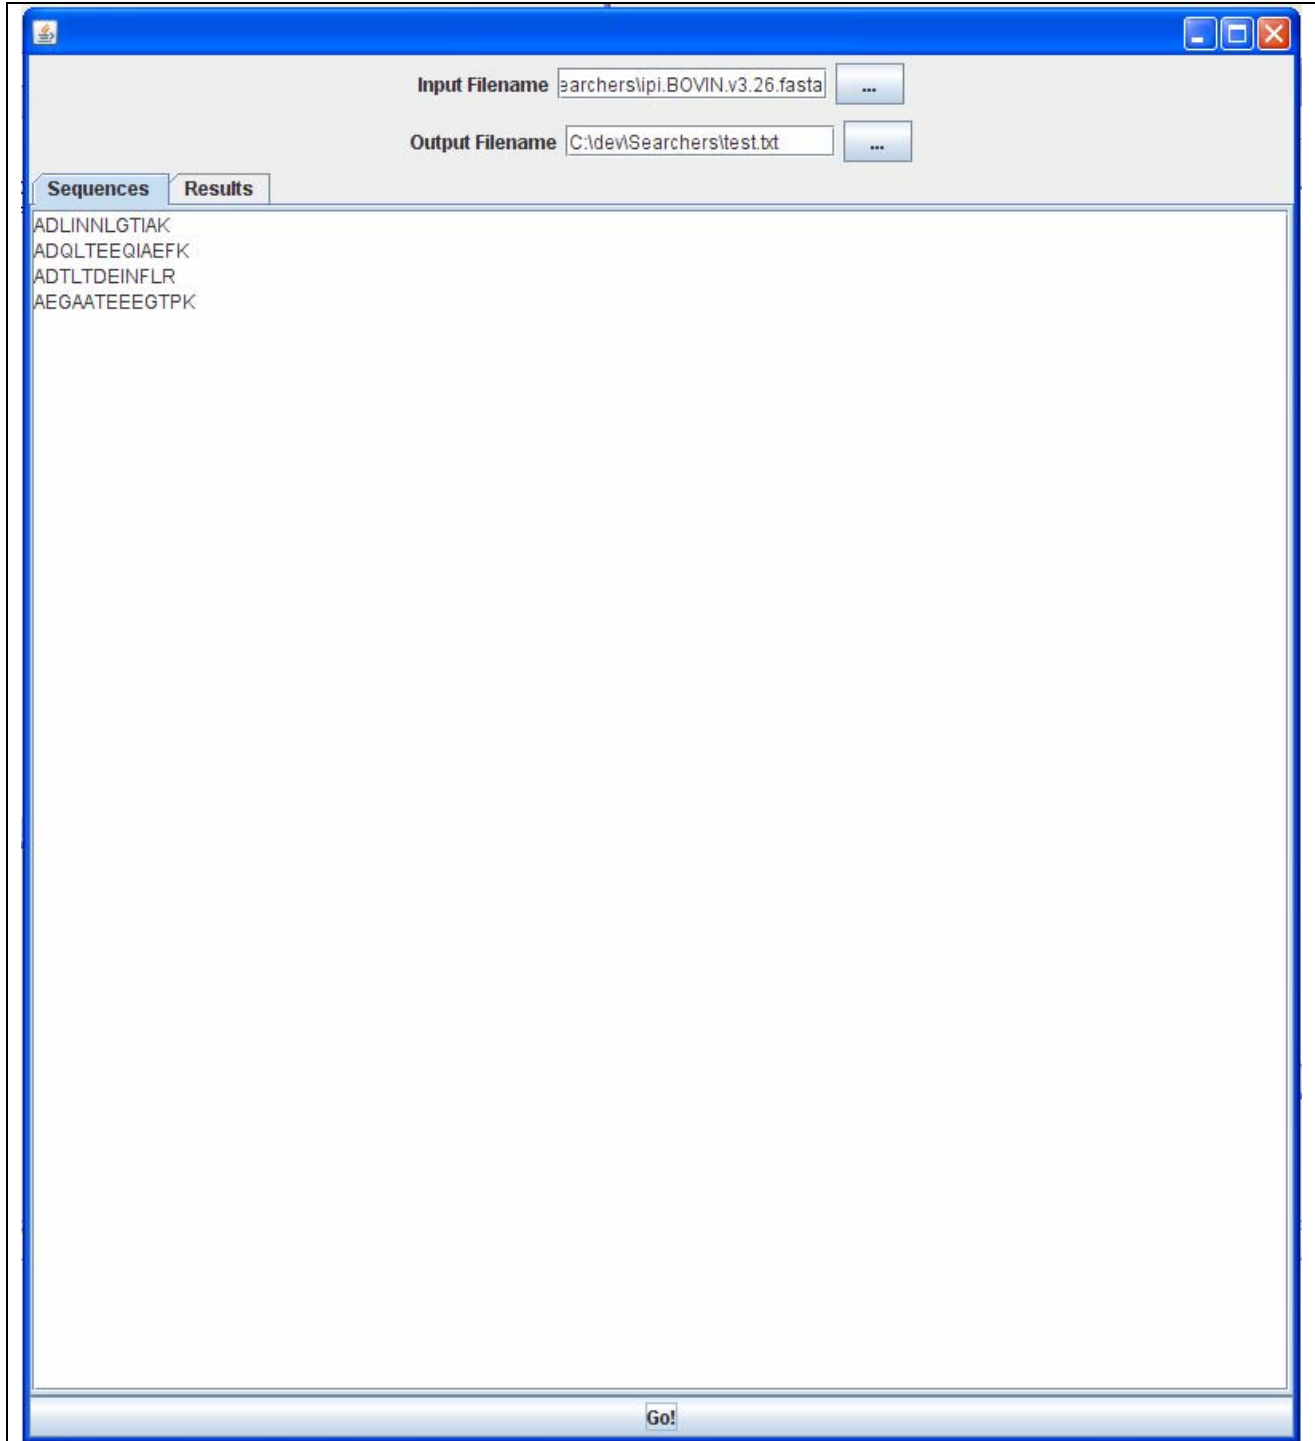 Input Filename earchers\ipi.BOVIN.v3.26.fasta ...
Output Filename C:\dev\Searchers\test.txt ...
Sequences Results
ADLINNLGTIAK
ADQLTEEQIAEFK
ADTLTDEINFLR
AEGAATEEEGTPK
Go!